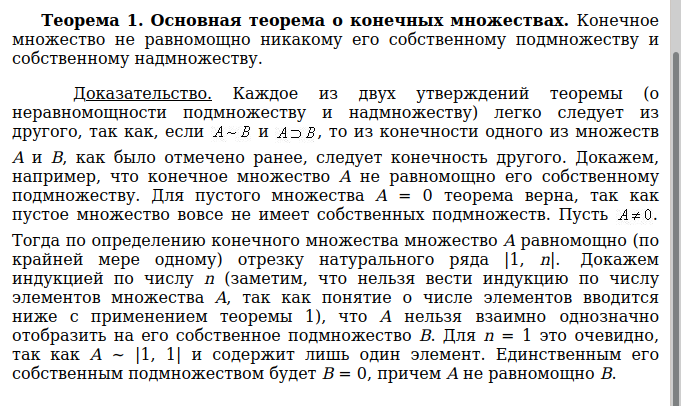 Теорема 1. Основная теорема о конечных множествах. Конечное
множество не равномощно никакому его собственному подмножеству и
собственному надмножеству.
Доказательство. Каждое из двух утверждений теоремы (о
неравномощности подмножеству и надмножеству) легко следует из
другого, так как, если A ~ B и A ⊃ B, то из конечности одного из множеств
A и B, как было отмечено ранее, следует конечность другого. Докажем,
например, что конечное множество A не равномощно его собственному
подмножеству. Для пустого множества A = 0 теорема верна, так как
пустое множество вовсе не имеет собственных подмножеств. Пусть A ≠ 0.
Тогда по определению конечного множества множество A равномощно (по
крайней мере одному) отрезку натурального ряда |1, n|. Докажем
индукцией по числу n (заметим, что нельзя вести индукцию по числу
элементов множества A, так как понятие о числе элементов вводится
ниже с применением теоремы 1), что A нельзя взаимно однозначно
отобразить на его собственное подмножество B. Для n = 1 это очевидно,
так как A ~ |1, 1| и содержит лишь один элемент. Единственным его
собственным подмножеством будет B = 0, причем A не равномощно B.